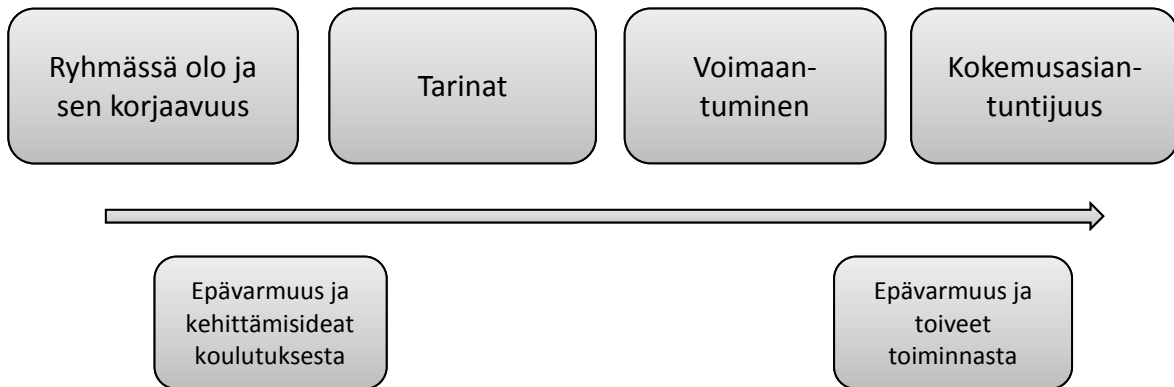 Ryhmässä olo ja
sen korjaavuus
Tarinat
Voimaan-
tuminen
Kokemusasian-
tuntijuus
Epävarmuus ja
kehittämisideat
koulutuksesta
Epävarmuus ja
toiveet
toiminnasta